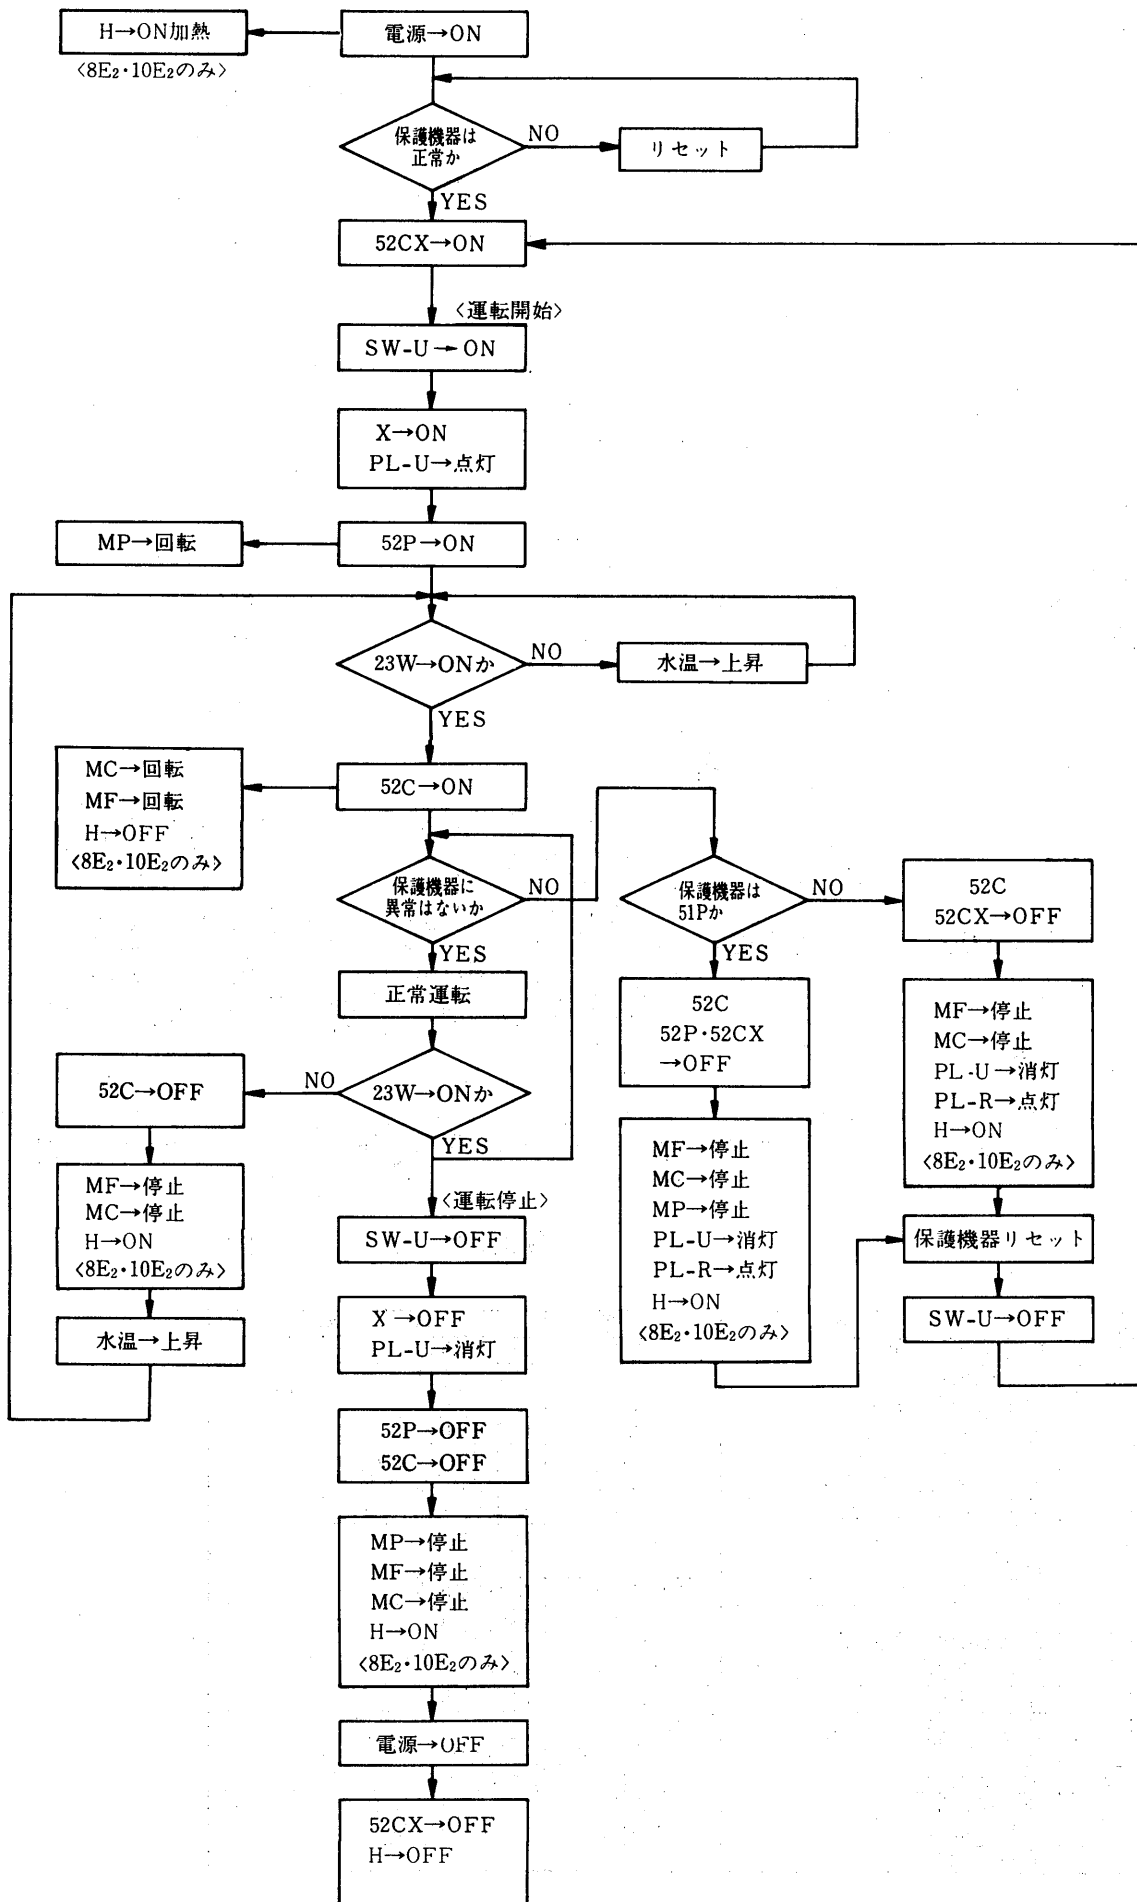 H→ON加熱
〈8E₂・10E₂のみ〉
電源→ON
保護機器は
正常か
NO
リセット
YES
52CX→ON
〈運転開始〉
SW-U→ON
X→ON
PL-U→点灯
MP→回転
52P→ON
23W→ONか
NO
水温→上昇
YES
MC→回転
MF→回転
H→OFF
〈8E₂・10E₂のみ〉
52C→ON
保護機器に
異常はないか
NO
保護機器は
51Pか
NO
52C
52CX→OFF
YES
正常運転
YES
52C
52P・52CX
→OFF
MF→停止
MC→停止
PL-U→消灯
PL-R→点灯
H→ON
〈8E₂・10E₂のみ〉
52C→OFF
NO
23W→ONか
YES
MF→停止
MC→停止
H→ON
〈8E₂・10E₂のみ〉
水温→上昇
〈運転停止〉
SW-U→OFF
MF→停止
MC→停止
MP→停止
PL-U→消灯
PL-R→点灯
H→ON
〈8E₂・10E₂のみ〉
保護機器リセット
SW-U→OFF
X→OFF
PL-U→消灯
52P→OFF
52C→OFF
MP→停止
MF→停止
MC→停止
H→ON
〈8E₂・10E₂のみ〉
電源→OFF
52CX→OFF
H→OFF